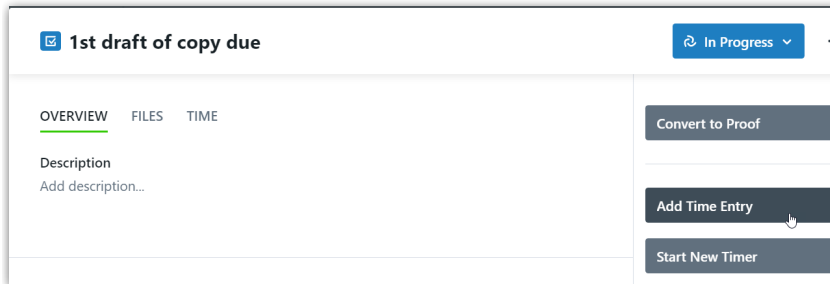 1st draft of copy due
In Progress
OVERVIEW FILES TIME
Description
Add description...
Convert to Proof
Add Time Entry
Start New Timer